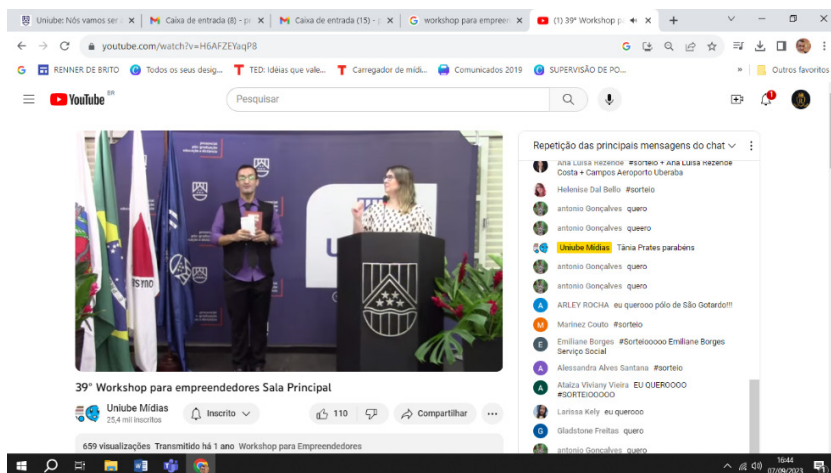 Uniube: Nós vamos ser
Caixa de entrada (8) - pr
Caixa de entrada (15) -
workshop para empreen
(1) 39° Workshop pa
youtube.com/watch?v=H6AFZEYaqP8
RENNER DE BRITO
Todos os seus desig...
TED: Idéias que vale...
Carregador de mídi...
Comunicados 2019
SUPERVISÃO DE PO...
Outros favoritos
YouTube BR
Pesquisar
1
Repetição das principais mensagens do chat
Ana Luisa Rezende #sorteio + Ana Luisa Rezende
Costa + Campos Aeroporto Uberaba
Helenise Dal Bello #sorteio
antonio Gonçalves quero
antonio Gonçalves queero
Uniube Mídias Tânia Prates parabéns
antonio Gonçalves quero
antonio Gonçalves quero
ARLEY ROCHA eu querooo pólo de São Gotardo!!!
Marinez Couto #sorteio
Emiliane Borges #Sorteiooooo Emiliane Borges
Serviço Social
Alessandra Alves Santana #sorteio
Ataiza Viviany Vieira EU QUEROOOO
#SORTEIOOOOO
Larissa Kely eu querooo
Gladstone Freitas quero
antonio Gonçalves quero
39° Workshop para empreendedores Sala Principal
Uniube Mídias
25,4 mil inscritos
Inscrito
110
Compartilhar
659 visualizações Transmitido há 1 ano Workshop para Empreendedores
16:44
07/09/2023